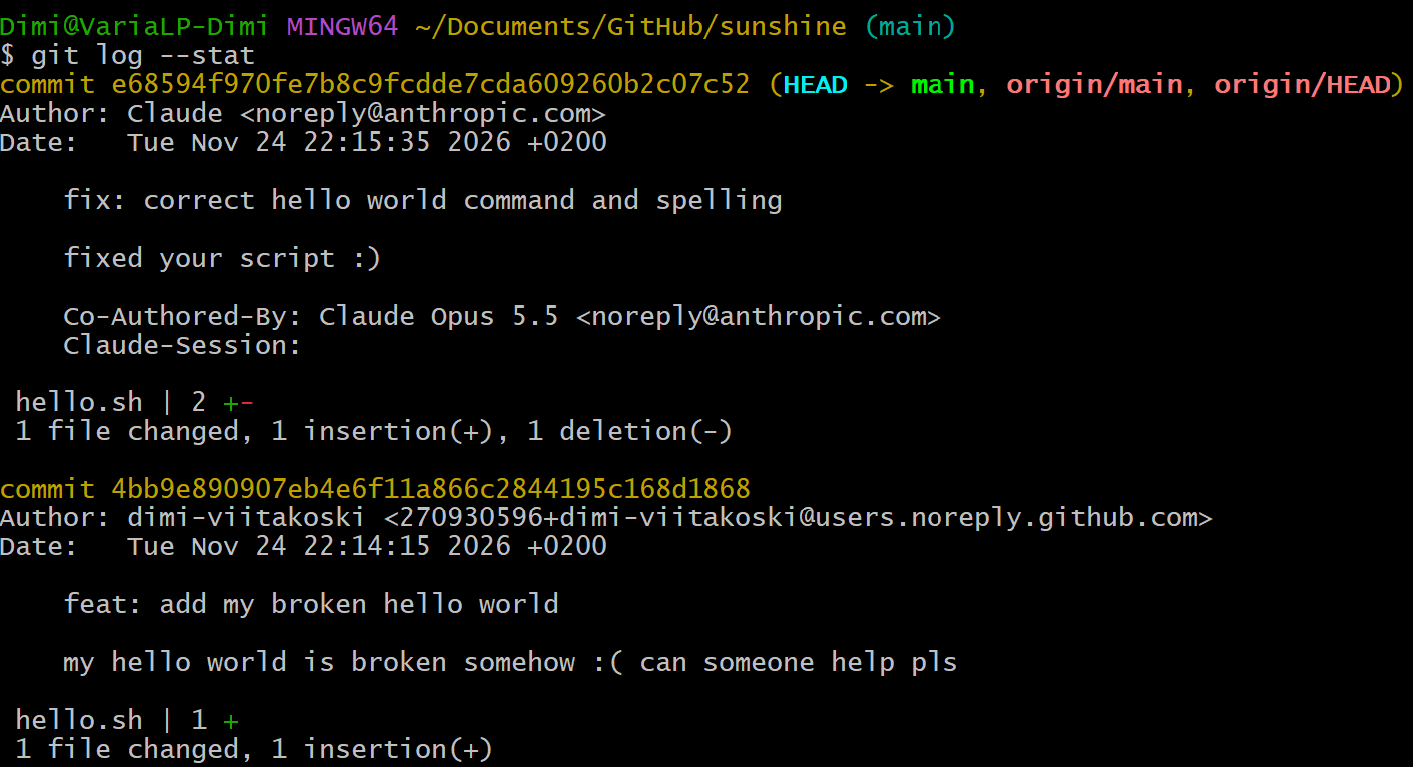 Dimi@VariaLP-Dimi MINGW64 ~/Documents/GitHub/sunshine (main)
$ git log --stat
commit e68594f970fe7b8c9fcdde7cda609260b2c07c52 (HEAD -> main, origin/main, origin/HEAD)
Author: Claude <noreply@anthropic.com>
Date:   Tue Nov 24 22:15:35 2026 +0200

    fix: correct hello world command and spelling

    fixed your script :)

    Co-Authored-By: Claude Opus 5.5 <noreply@anthropic.com>
    Claude-Session:

 hello.sh | 2 +-
 1 file changed, 1 insertion(+), 1 deletion(-)

commit 4bb9e890907eb4e6f11a866c2844195c168d1868
Author: dimi-viitakoski <270930596+dimi-viitakoski@users.noreply.github.com>
Date:   Tue Nov 24 22:14:15 2026 +0200

    feat: add my broken hello world

    my hello world is broken somehow :( can someone help pls

 hello.sh | 1 +
 1 file changed, 1 insertion(+)